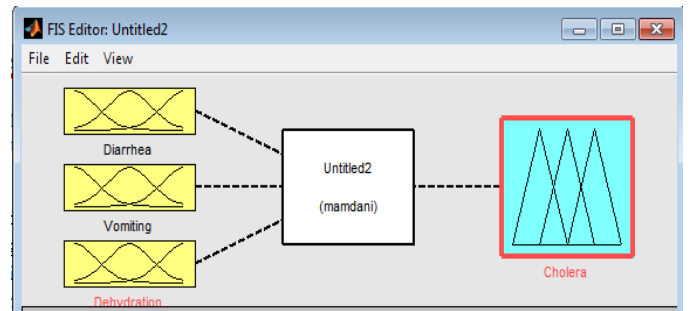 FIS Editor: Untitled2
File Edit View
Diarrhea
Vomiting
Dehydration
Untitled2
(mamdani)
Cholera